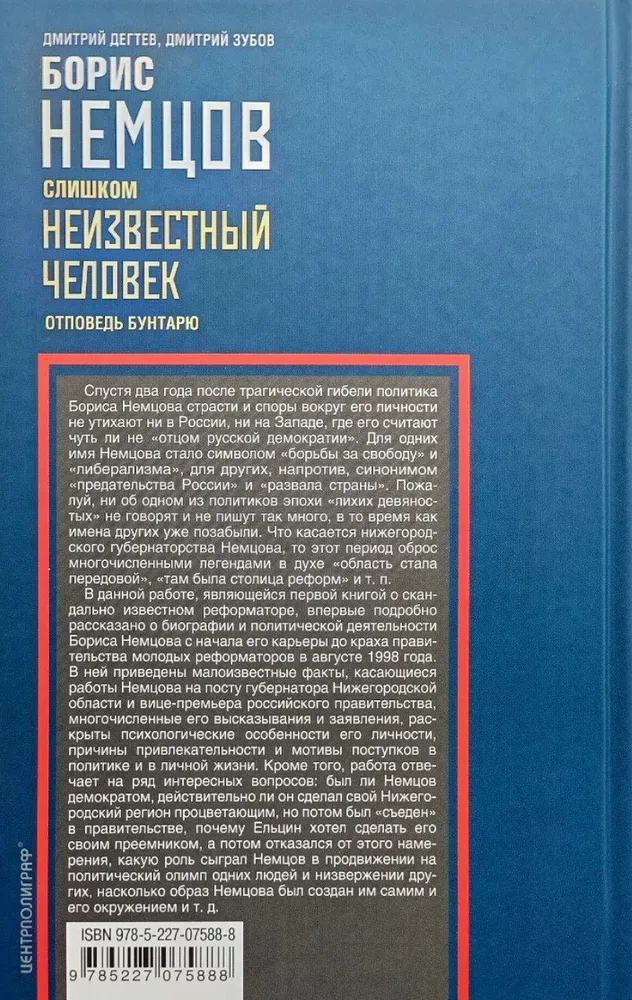 ДМИТРИЙ ДЕГТЕВ, ДМИТРИЙ ЗУБОВ
БОРИС
НЕМЦОВ
СЛИШКОМ
НЕИЗВЕСТНЫЙ
ЧЕЛОВЕК
ОТПОВЕДЬ БУНТАРЮ
Спустя два года после трагической гибели политика
Бориса Немцова страсти и споры вокруг его личности
не утихают ни в России, ни на Западе, где его считают
чуть ли не «отцом русской демократии». Для одних
имя Немцова стало символом «борьбы за свободу» и
«либерализма», для других, напротив, синонимом
«предательства России» и «развала страны». Пожа-
луй, ни об одном из политиков эпохи «лихих девянос-
тых» не говорят и не пишут так много, в то время как
имена других уже позабыли. Что касается нижегород-
ского губернаторства Немцова, то этот период оброс
многочисленными легендами в духе «область стала
передовой», «там была столица реформ» и т. п.
В данной работе, являющейся первой книгой о скан-
дально известном реформаторе, впервые подробно
рассказано о биографии и политической деятельности
Бориса Немцова с начала его карьеры до краха прави-
тельства молодых реформаторов в августе 1998 года.
В ней приведены малоизвестные факты, касающиеся
работы Немцова на посту губернатора Нижегородской
области и вице-премьера российского правительства,
многочисленные его высказывания и заявления, рас-
крыты психологические особенности его личности,
причины привлекательности и мотивы поступков в
политике и в личной жизни. Кроме того, работа отве-
чает на ряд интересных вопросов: был ли Немцов
демократом, действительно ли он сделал свой Нижего-
родский регион процветающим, но потом был «съеден»
в правительстве, почему Ельцин хотел сделать его
своим преемником, а потом отказался от этого наме-
рения, какую роль сыграл Немцов в продвижении на
политический олимп одних людей и низвержении дру-
гих, насколько образ Немцова был создан им самим и
его окружением и т. д.
ISBN 978-5-227-07588-8
9 785227 075888
ЦЕНТРПОЛИГРАФ®